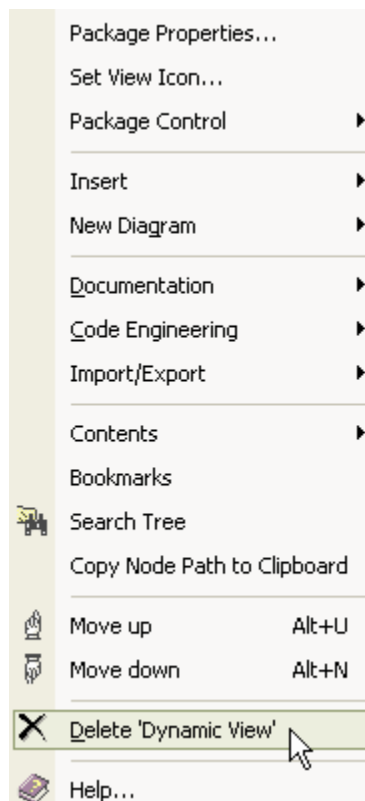 Package Properties...
Set View Icon...
Package Control
Insert
New Diagram
Documentation
Code Engineering
Import/Export
Contents
Bookmarks
Search Tree
Copy Node Path to Clipboard
Move up Alt+U
Move down Alt+N
Delete 'Dynamic View'
Help...